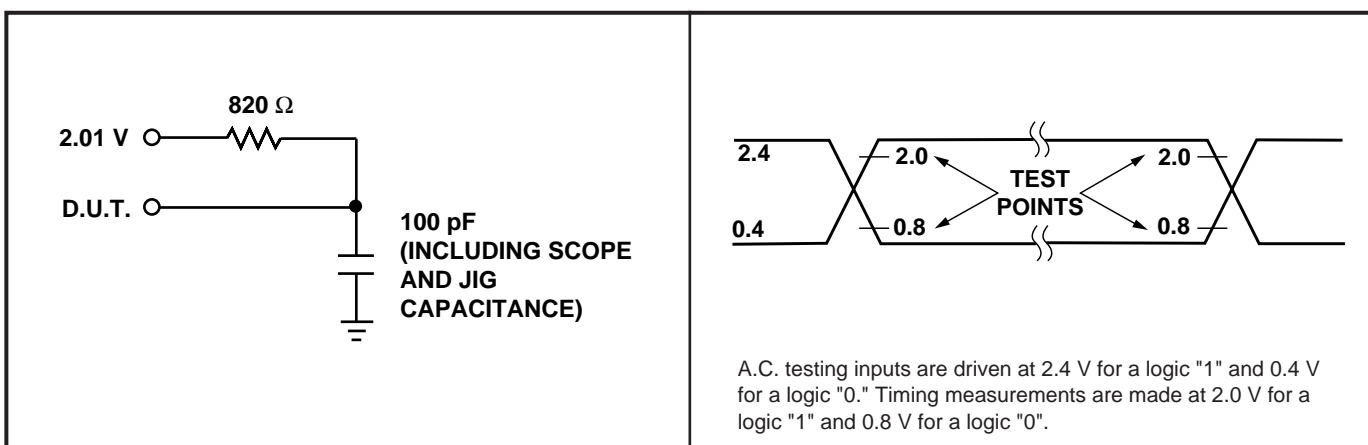 820 Ω
2.01 V
D.U.T.
100 pF
(INCLUDING SCOPE
AND JIG
CAPACITANCE)
2.4
2.0
TEST
POINTS
2.0
0.4
0.8
0.8
A.C. testing inputs are driven at 2.4 V for a logic "1" and 0.4 V
for a logic "0." Timing measurements are made at 2.0 V for a
logic "1" and 0.8 V for a logic "0".